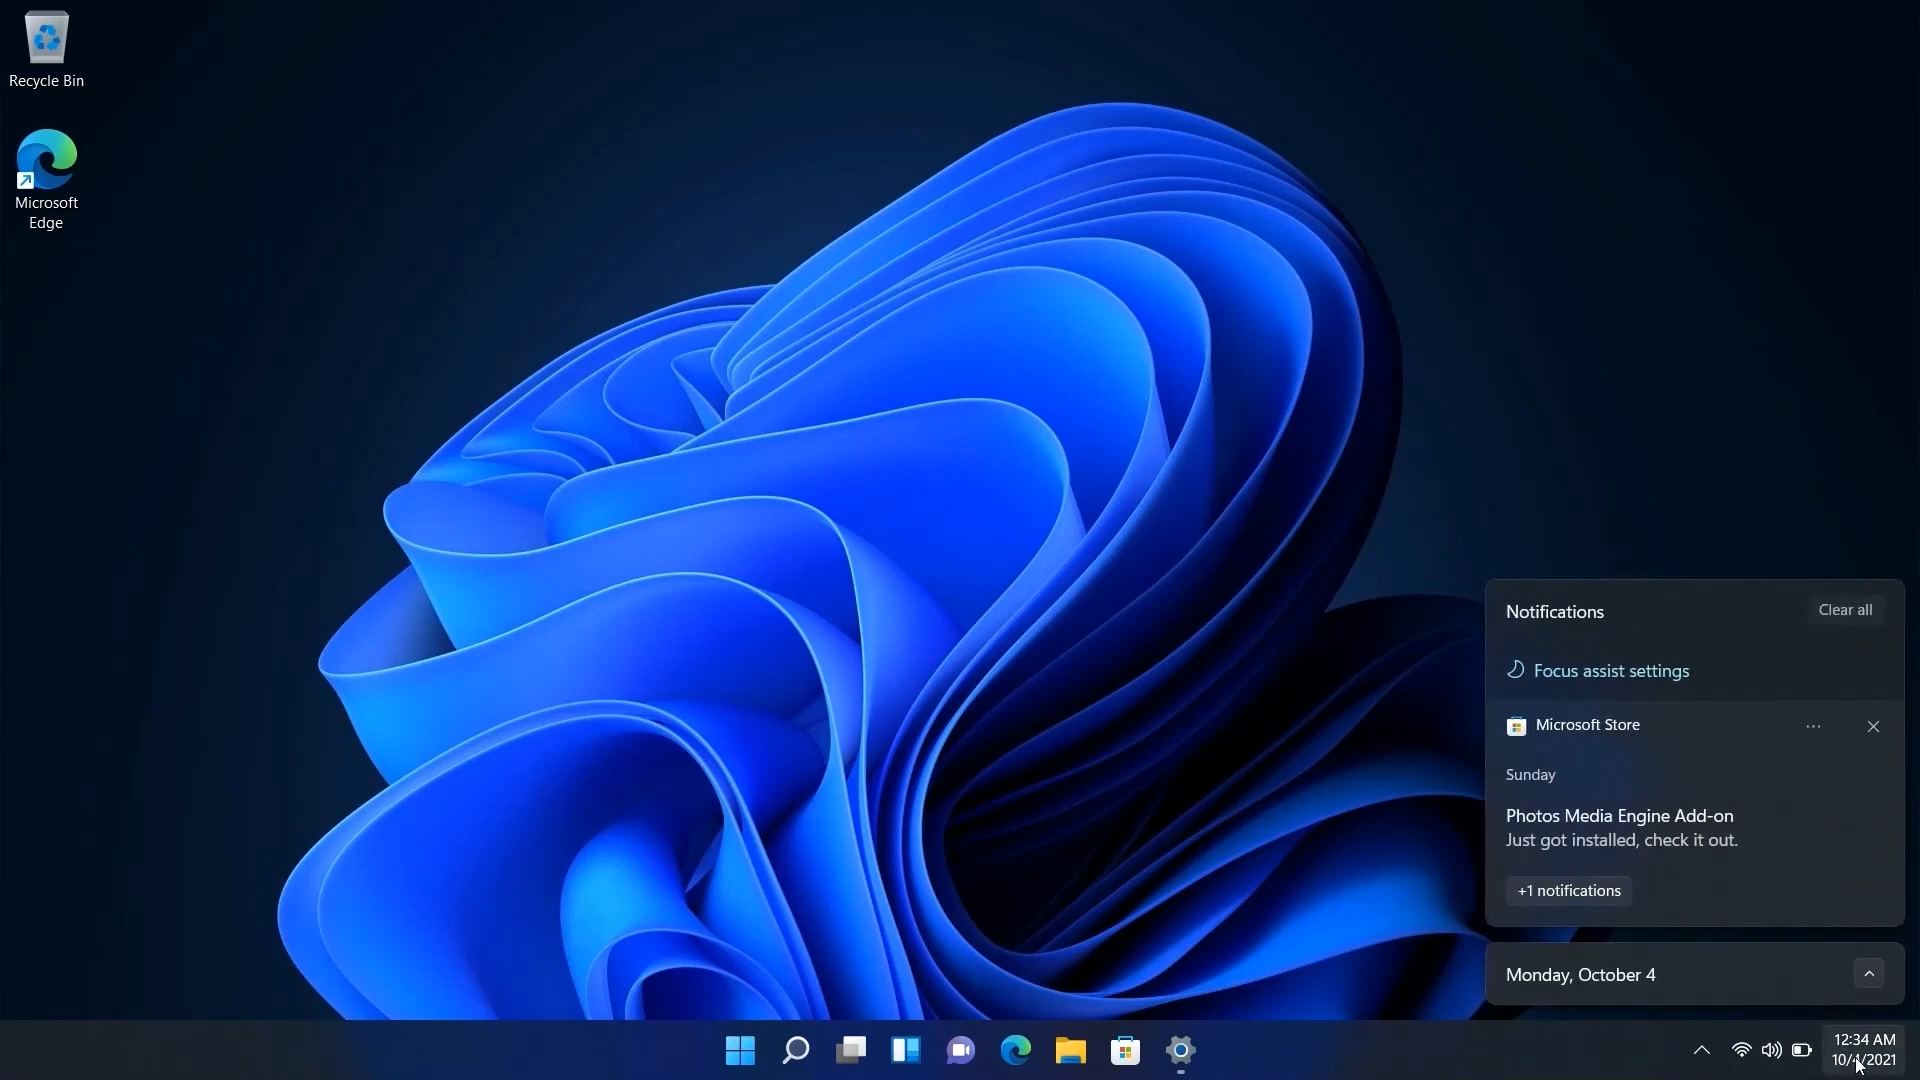 Recycle Bin
Microsoft
Edge
Notifications
Clear all
Focus assist settings
Microsoft Store
Sunday
Photos Media Engine Add-on
Just got installed, check it out.
+1 notifications
Monday, October 4
12:34 AM
10/4/2021